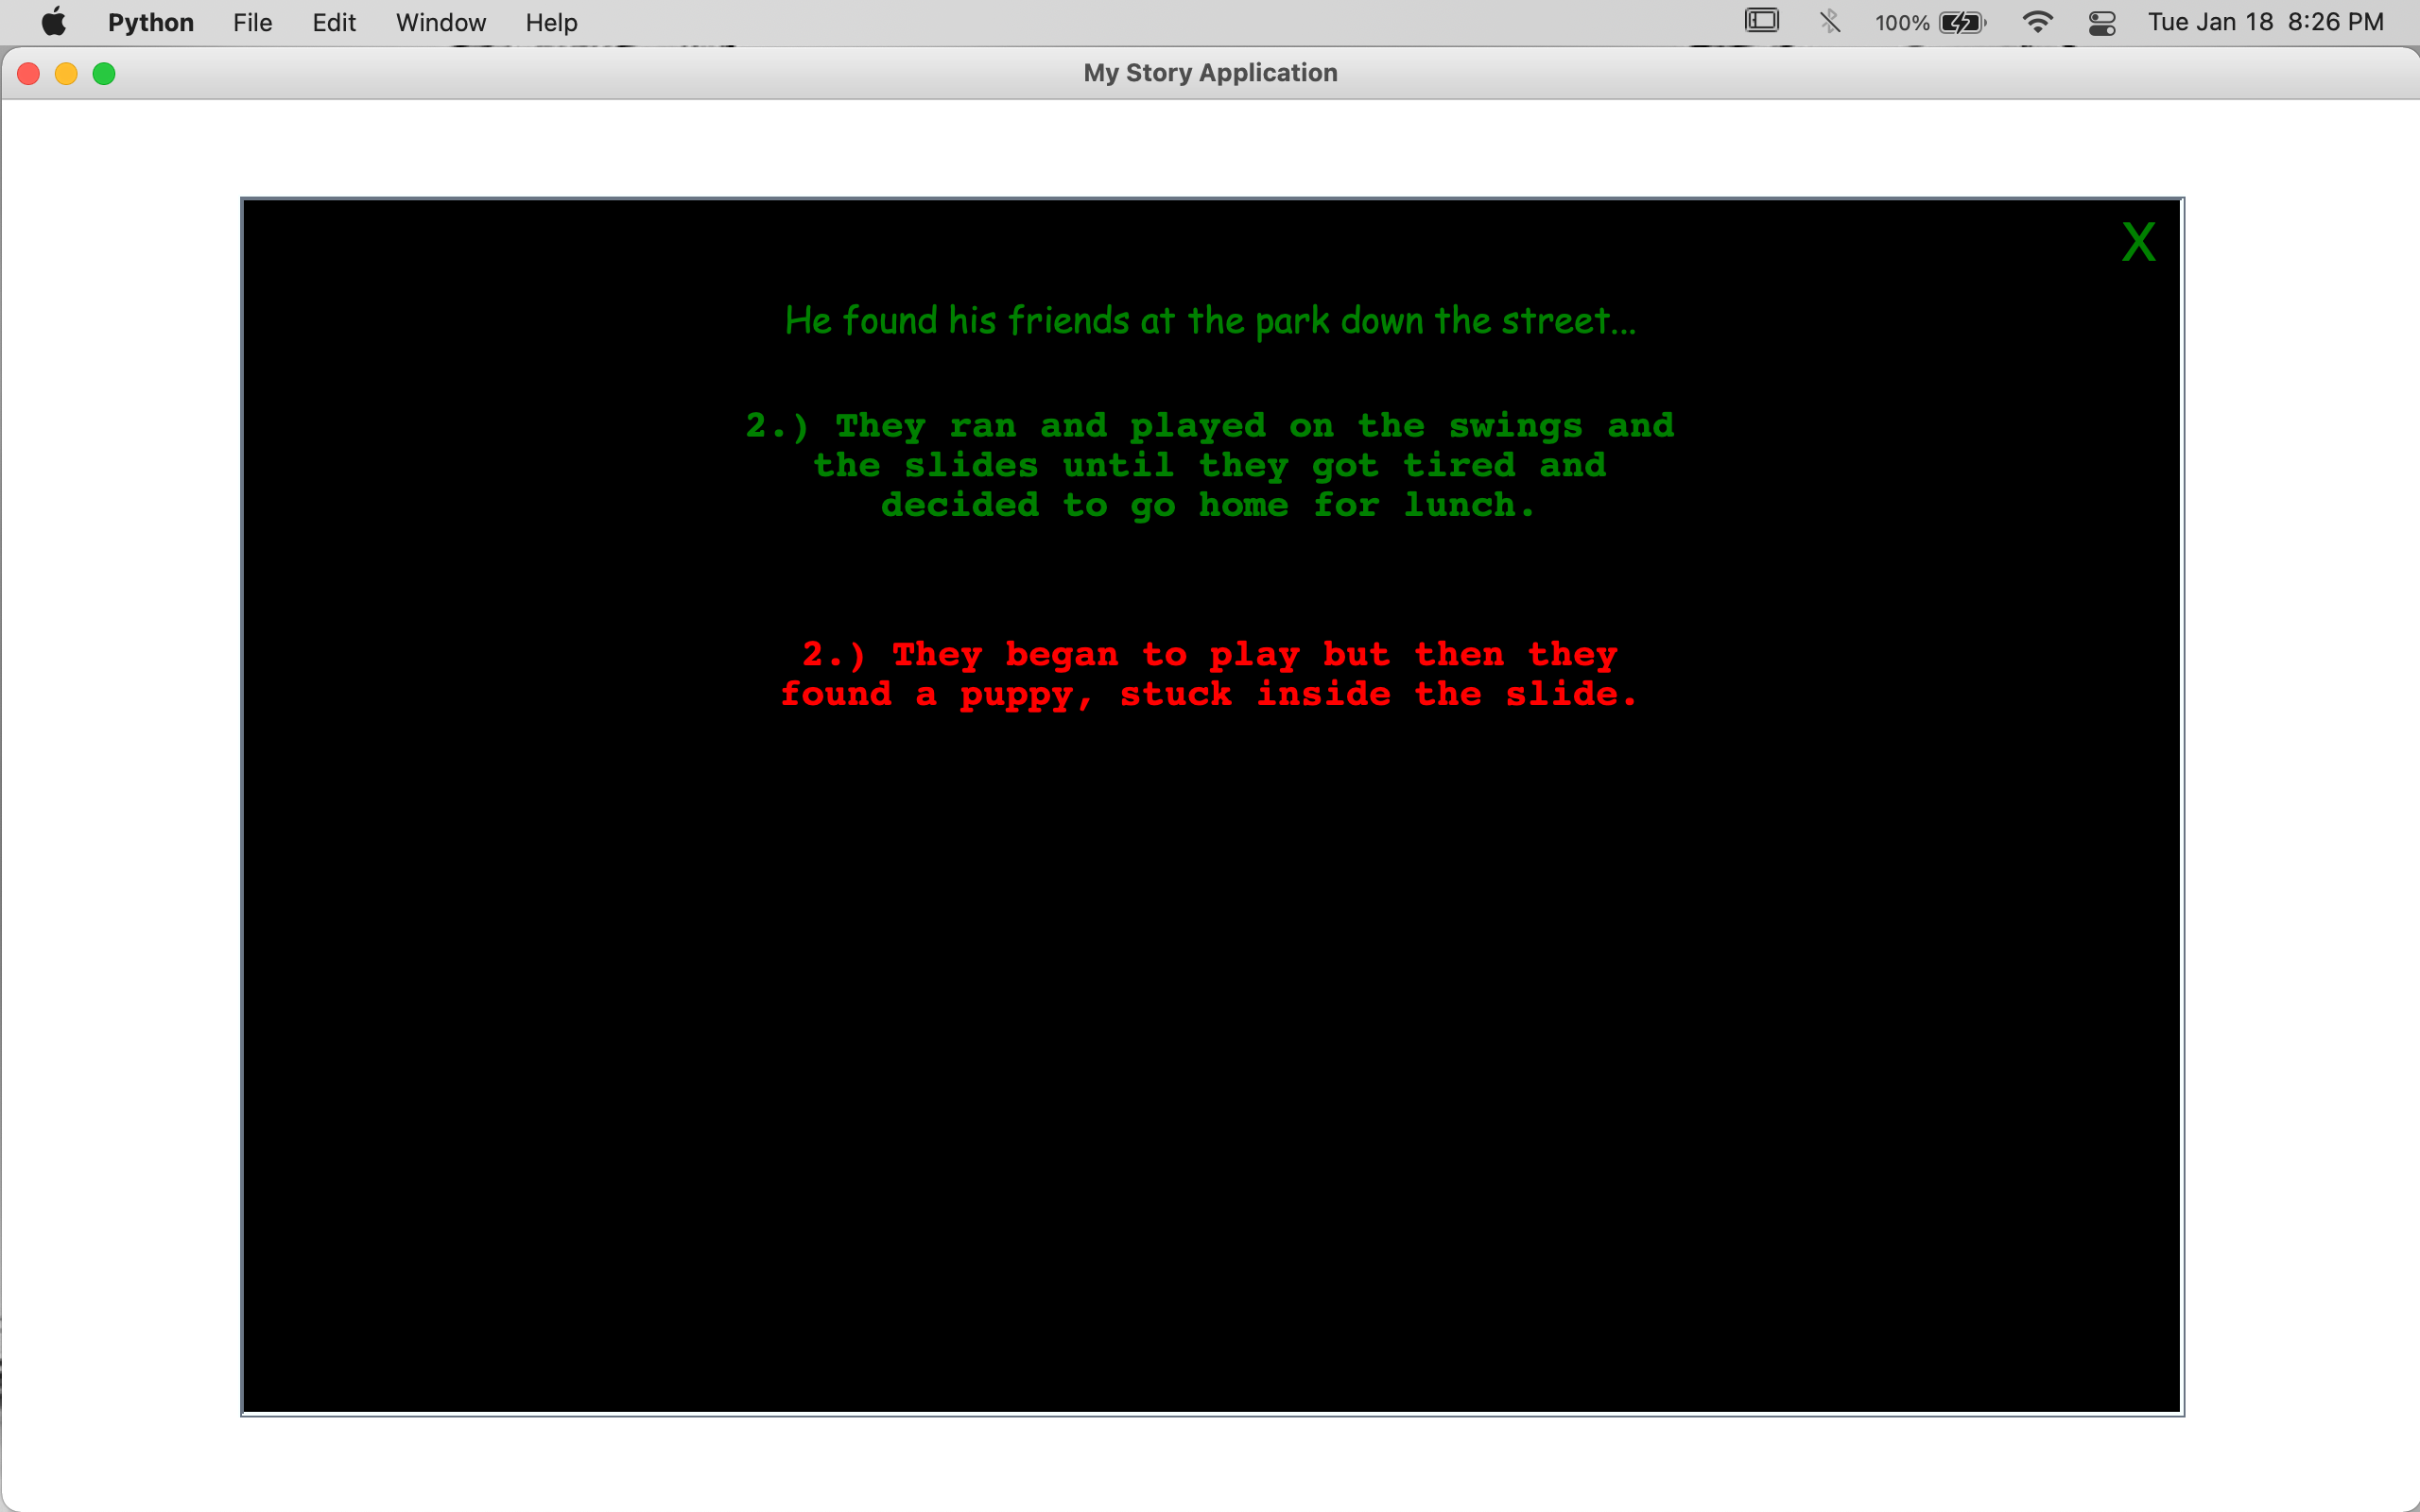 Python File Edit Window Help 100% Tue Jan 18 8:26 PM
My Story Application
X
He found his friends at the park down the street...
2.) They ran and played on the swings and
the slides until they got tired and
decided to go home for lunch.
2.) They began to play but then they
found a puppy, stuck inside the slide.